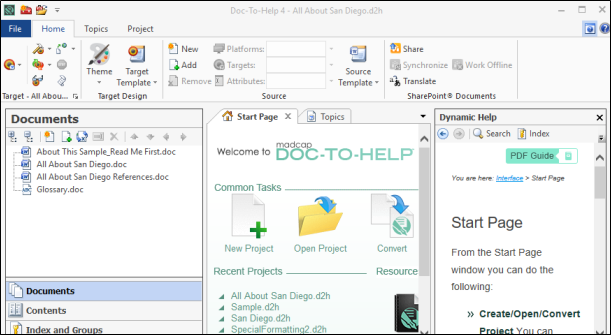 Doc-To-Help 4 - All About San Diego.d2h
File Home Topics Project
Theme
Target Template
Target - All Abou...
Target Design
New
Add
Remove
Platforms:
Targets:
Attributes:
Source Template
Source
Share
Synchronize Work Offline
Translate
SharePoint® Documents
Documents
About This Sample_Read Me First.doc
All About San Diego.doc
All About San Diego References.doc
Glossary.doc
Documents
Contents
Index and Groups
Start Page
Topics
Welcome to madcap DOC-TO-HELP
Common Tasks
New Project Open Project Convert
Recent Projects Resource
All About San Diego.d2h
Sample.d2h
San Diego.d2h
SpecialFormatting2.d2h
Dynamic Help
Search Index
PDF Guide
You are here: Interface > Start Page
Start Page
From the Start Page
window you can do the
following:
» Create/Open/Convert
Project You can